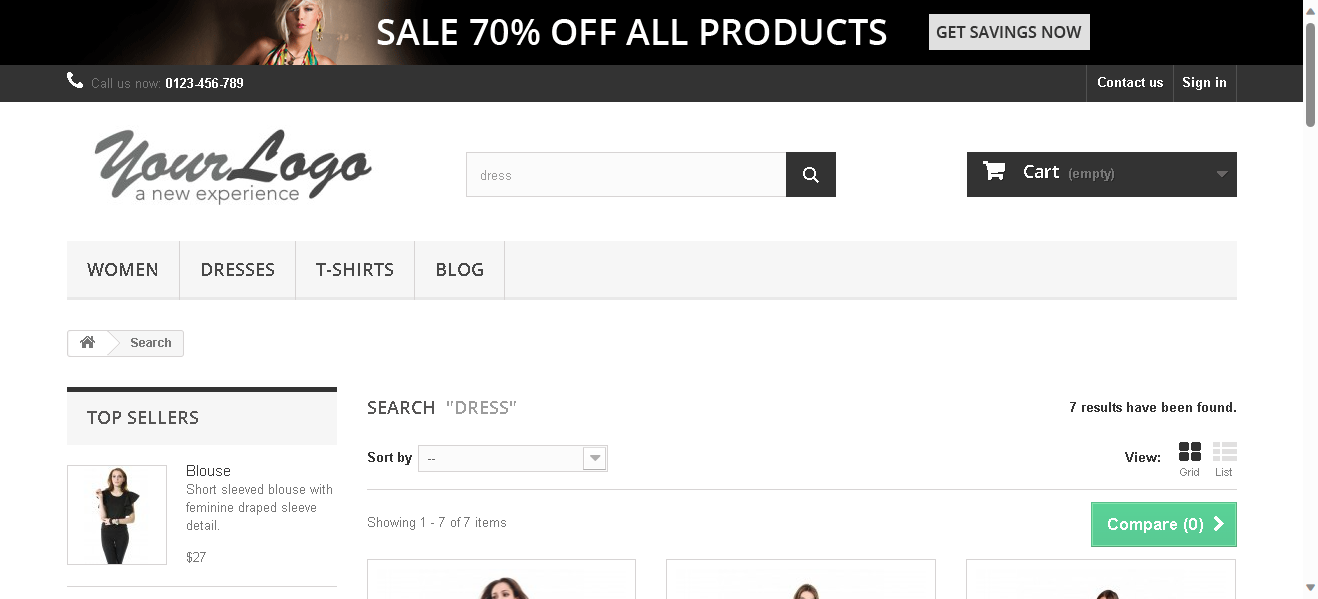 SALE 70% OFF ALL PRODUCTS
GET SAVINGS NOW
Call us now: 0123-456-789
Contact us
Sign in
YourLogo
a new experience
dress
Cart (empty)
WOMEN
DRESSES
T-SHIRTS
BLOG
Search
TOP SELLERS
Blouse
Short sleeved blouse with
feminine draped sleeve
detail.
$27
SEARCH "DRESS"
7 results have been found.
Sort by
--
View:
Grid
List
Showing 1 - 7 of 7 items
Compare (0)